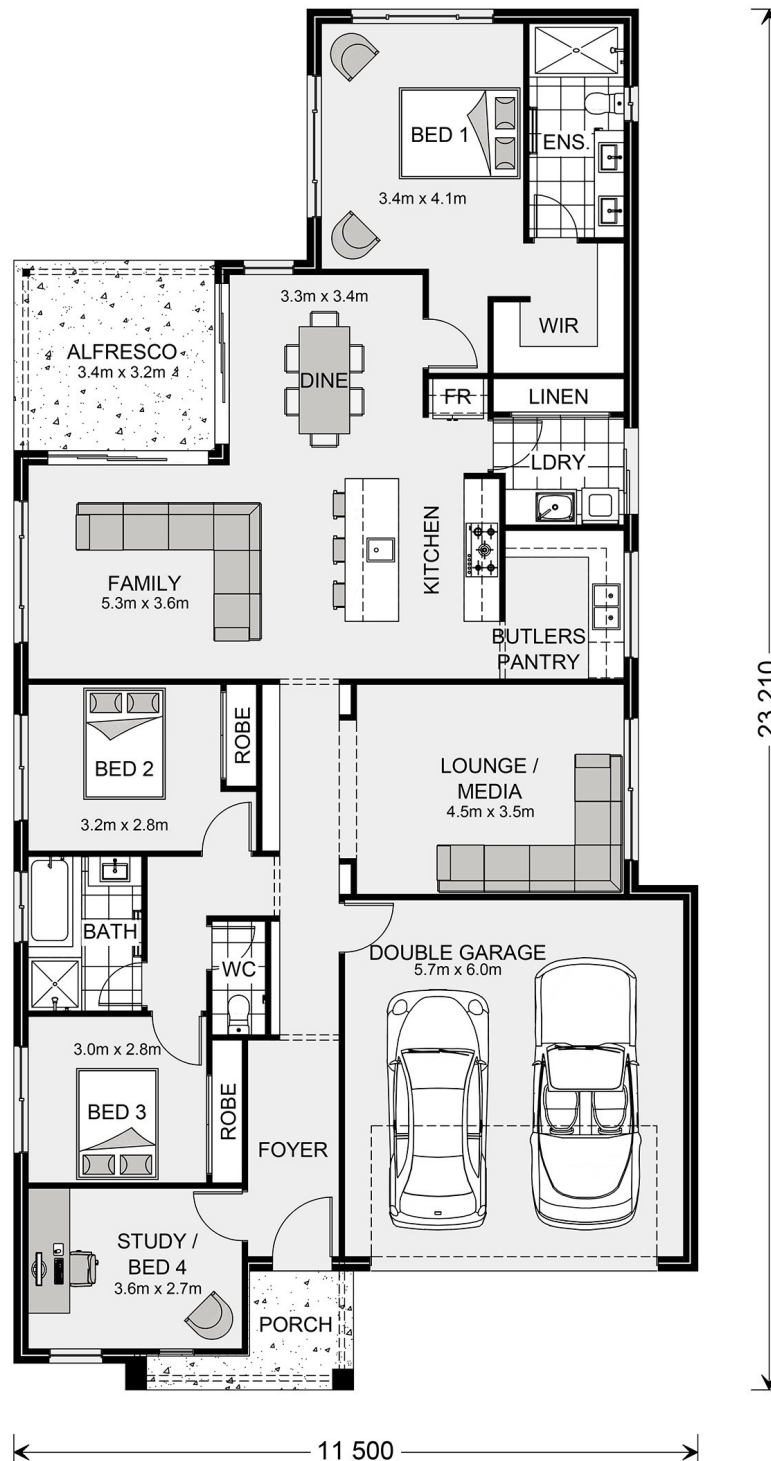 BED 1
3.4m x 4.1m
ENS.
WIR
3.3m x 3.4m
DINE
ALFRESCO
3.4m x 3.2m
FR
LINEN
LDRY
KITCHEN
FAMILY
5.3m x 3.6m
BUTLERS
PANTRY
23 210
BED 2
3.2m x 2.8m
ROBE
LOUNGE /
MEDIA
4.5m x 3.5m
BATH
WC
DOUBLE GARAGE
5.7m x 6.0m
3.0m x 2.8m
BED 3
ROBE
FOYER
STUDY /
BED 4
3.6m x 2.7m
PORCH
11 500